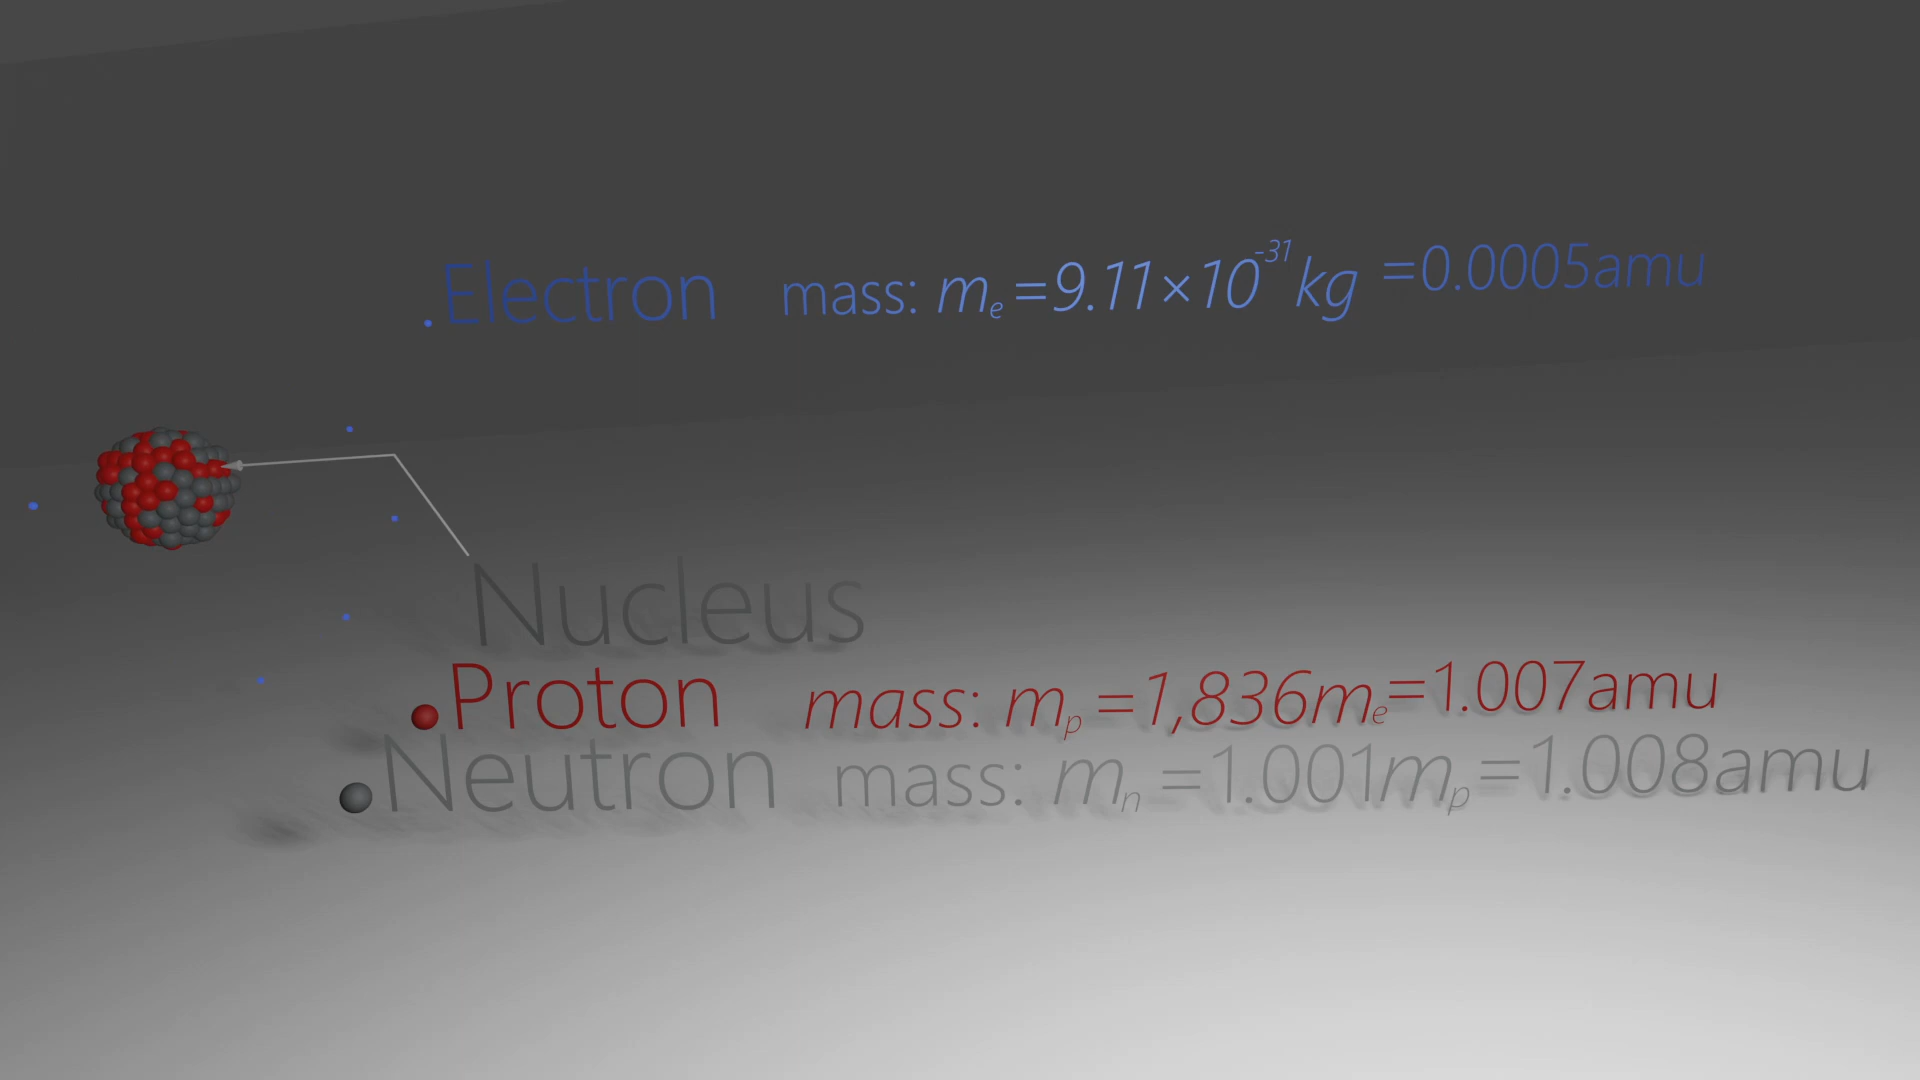 Electron mass: mₑ=9.11×10⁻³¹kg =0.0005amu
Nucleus
Proton mass: mₚ=1,836mₑ=1.007amu
Neutron mass: mₙ=1.001mₚ=1.008amu